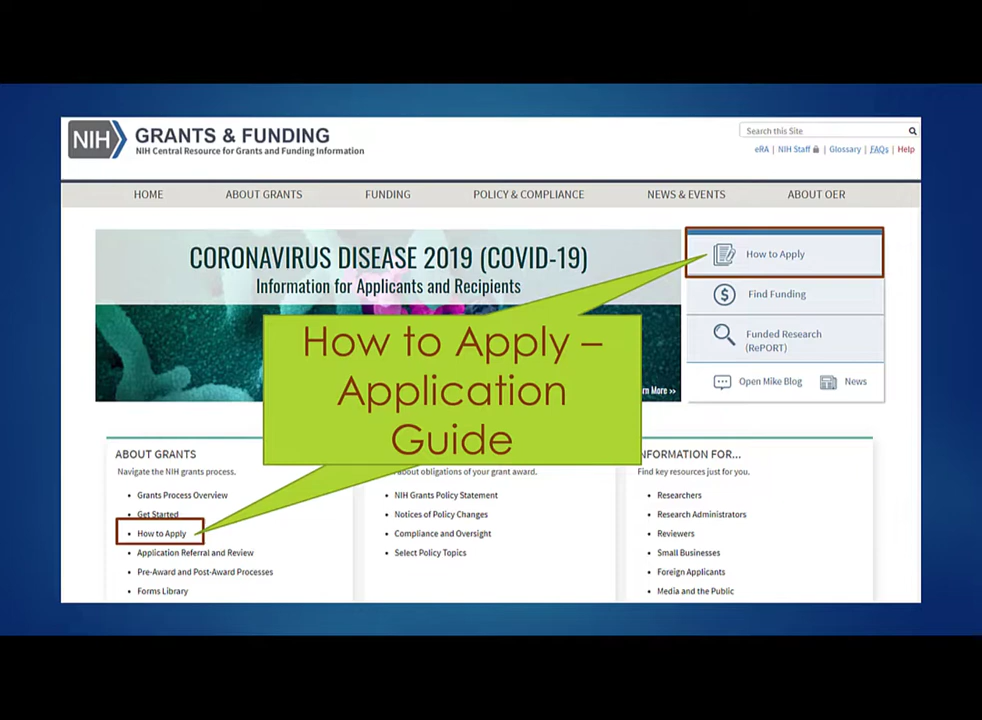 NIH
GRANTS & FUNDING
NIH Central Resource for Grants and Funding Information
Search this Site
eRA | NIH Staff | Glossary | FAQs | Help
HOME
ABOUT GRANTS
FUNDING
POLICY & COMPLIANCE
NEWS & EVENTS
ABOUT OER
CORONAVIRUS DISEASE 2019 (COVID-19)
Information for Applicants and Recipients
rn More >>
How to Apply
Find Funding
Funded Research
(RePORT)
Open Mike Blog
News
How to Apply –
Application
Guide
ABOUT GRANTS
Navigate the NIH grants process.
• Grants Process Overview
• Get Started
• How to Apply
• Application Referral and Review
• Pre-Award and Post-Award Processes
• Forms Library
about obligations of your grant award.
• NIH Grants Policy Statement
• Notices of Policy Changes
• Compliance and Oversight
• Select Policy Topics
NFORMATION FOR...
Find key resources just for you.
• Researchers
• Research Administrators
• Reviewers
• Small Businesses
• Foreign Applicants
• Media and the Public